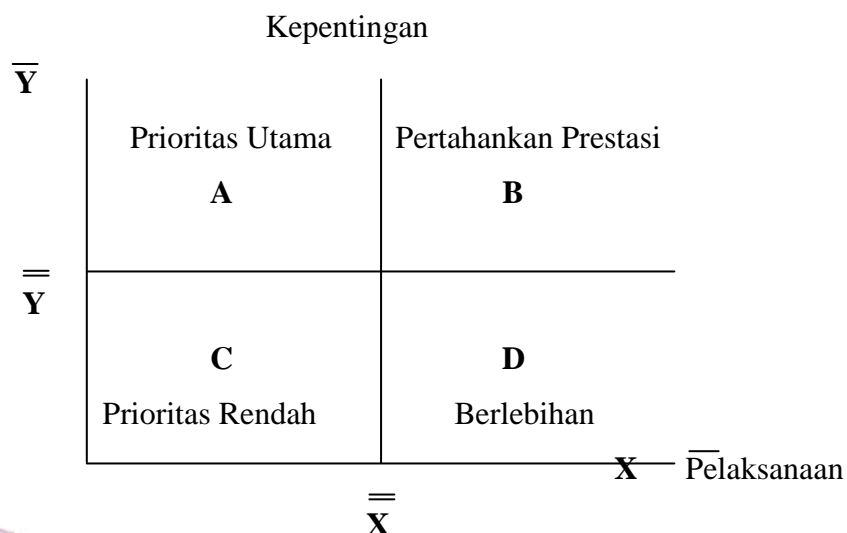 Kepentingan
Y̅
Prioritas Utama Pertahankan Prestasi
A B
Y̿
C D
Prioritas Rendah Berlebihan
X Pelaksanaan
X̿